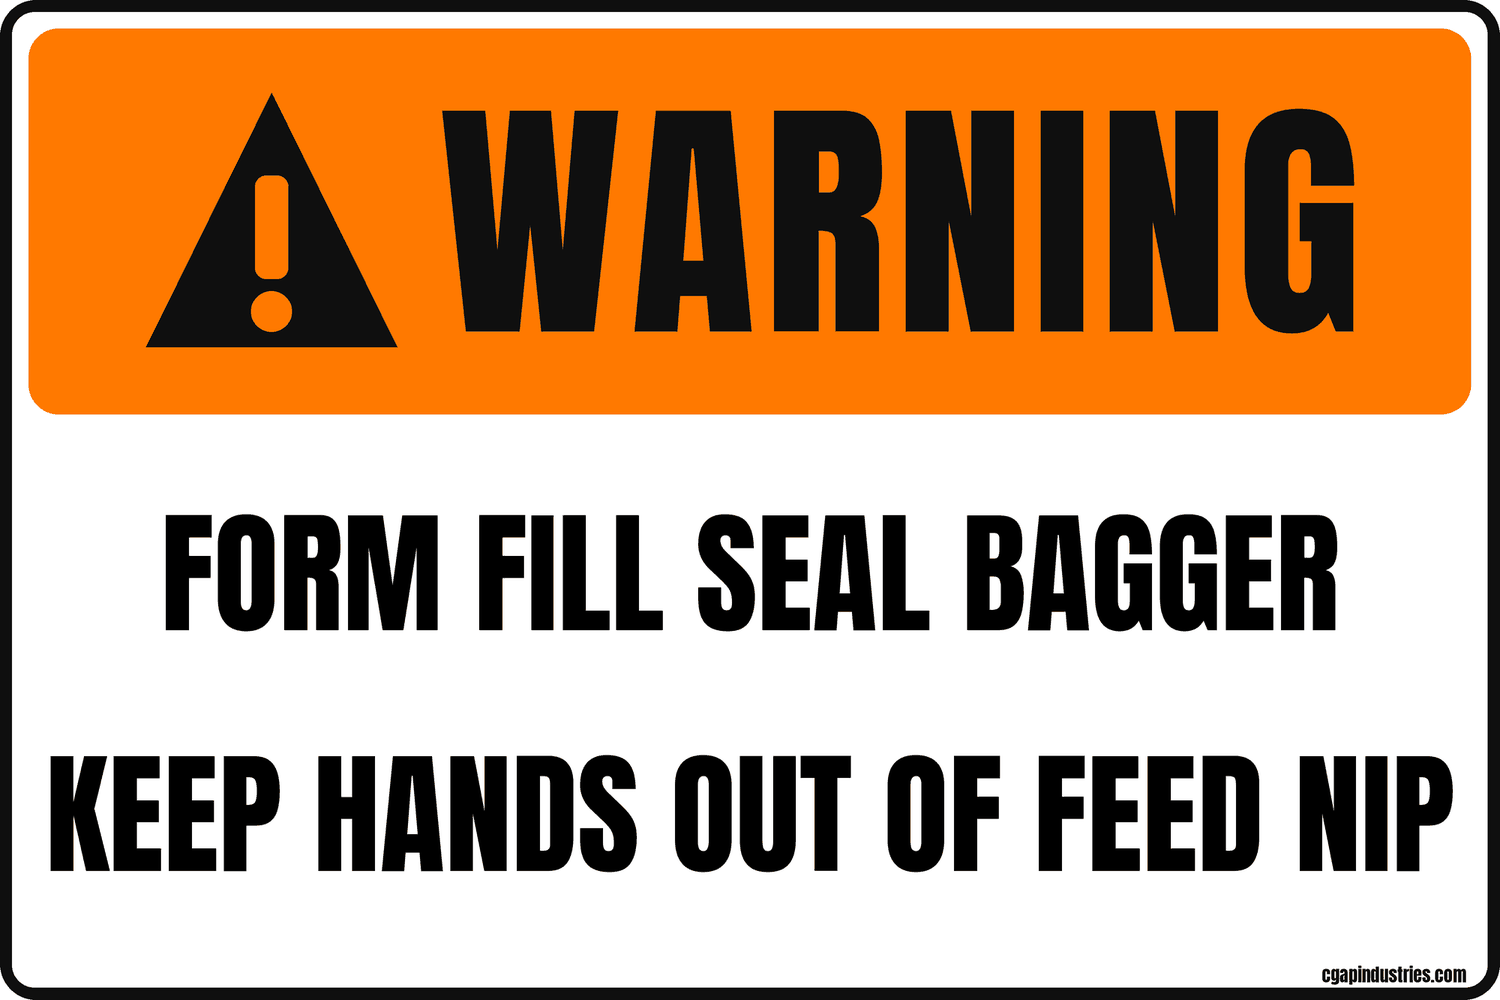 WARNING
FORM FILL SEAL BAGGER
KEEP HANDS OUT OF FEED NIP
cgapindustries.com